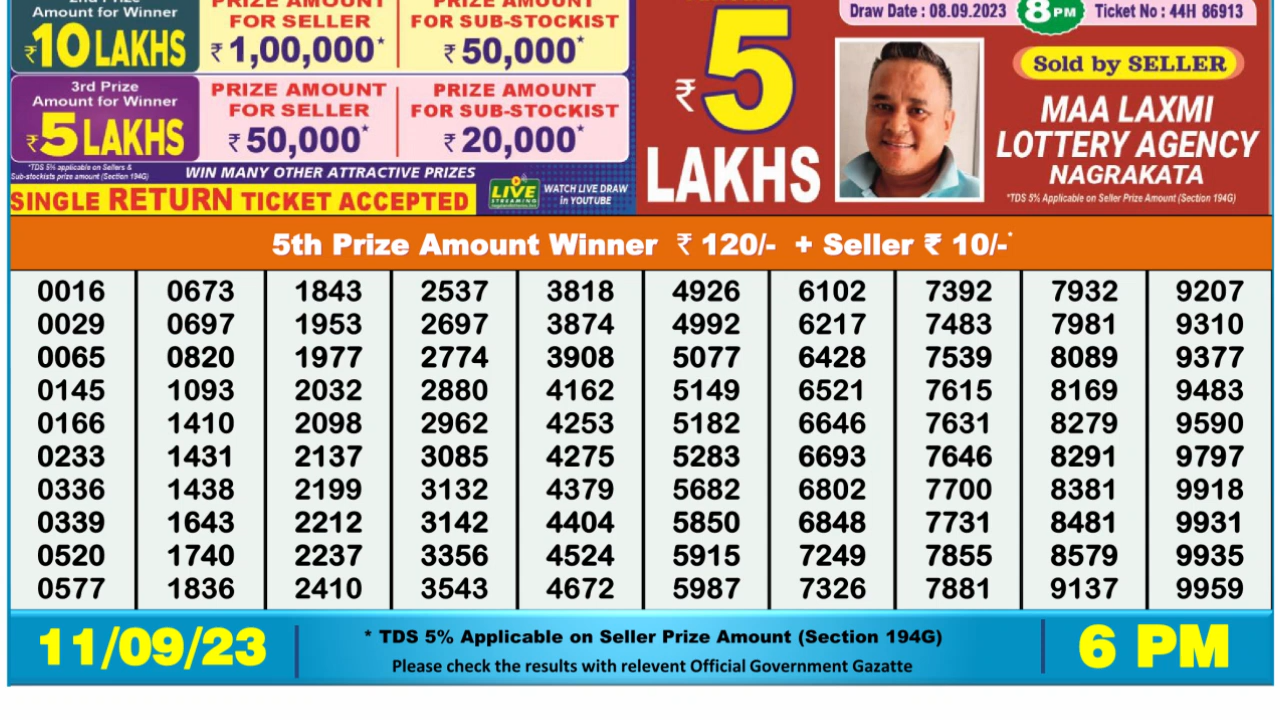 2nd Prize
Amount for Winner
₹10 LAKHS
PRIZE AMOUNT
FOR SELLER
₹ 1,00,000*
PRIZE AMOUNT
FOR SUB-STOCKIST
₹ 50,000*
3rd Prize
Amount for Winner
₹5 LAKHS
PRIZE AMOUNT
FOR SELLER
₹ 50,000*
PRIZE AMOUNT
FOR SUB-STOCKIST
₹ 20,000*
*TDS 5% applicable on Sellers &
Sub-stockists prize amount (Section 194G)
WIN MANY OTHER ATTRACTIVE PRIZES
SINGLE RETURN TICKET ACCEPTED
LIVE
STREAMING
WATCH LIVE DRAW
in YOUTUBE
₹ 5
LAKHS
Draw Date : 08.09.2023 8PM Ticket No : 44H 86913
Sold by SELLER
MAA LAXMI
LOTTERY AGENCY
NAGRAKATA
*TDS 5% Applicable on Seller Prize Amount (Section 194G)
5th Prize Amount Winner ₹ 120/- + Seller ₹ 10/-*
0016 0673 1843 2537 3818 4926 6102 7392 7932 9207
0029 0697 1953 2697 3874 4992 6217 7483 7981 9310
0065 0820 1977 2774 3908 5077 6428 7539 8089 9377
0145 1093 2032 2880 4162 5149 6521 7615 8169 9483
0166 1410 2098 2962 4253 5182 6646 7631 8279 9590
0233 1431 2137 3085 4275 5283 6693 7646 8291 9797
0336 1438 2199 3132 4379 5682 6802 7700 8381 9918
0339 1643 2212 3142 4404 5850 6848 7731 8481 9931
0520 1740 2237 3356 4524 5915 7249 7855 8579 9935
0577 1836 2410 3543 4672 5987 7326 7881 9137 9959
11/09/23
* TDS 5% Applicable on Seller Prize Amount (Section 194G)
Please check the results with relevent Official Government Gazatte
6 PM